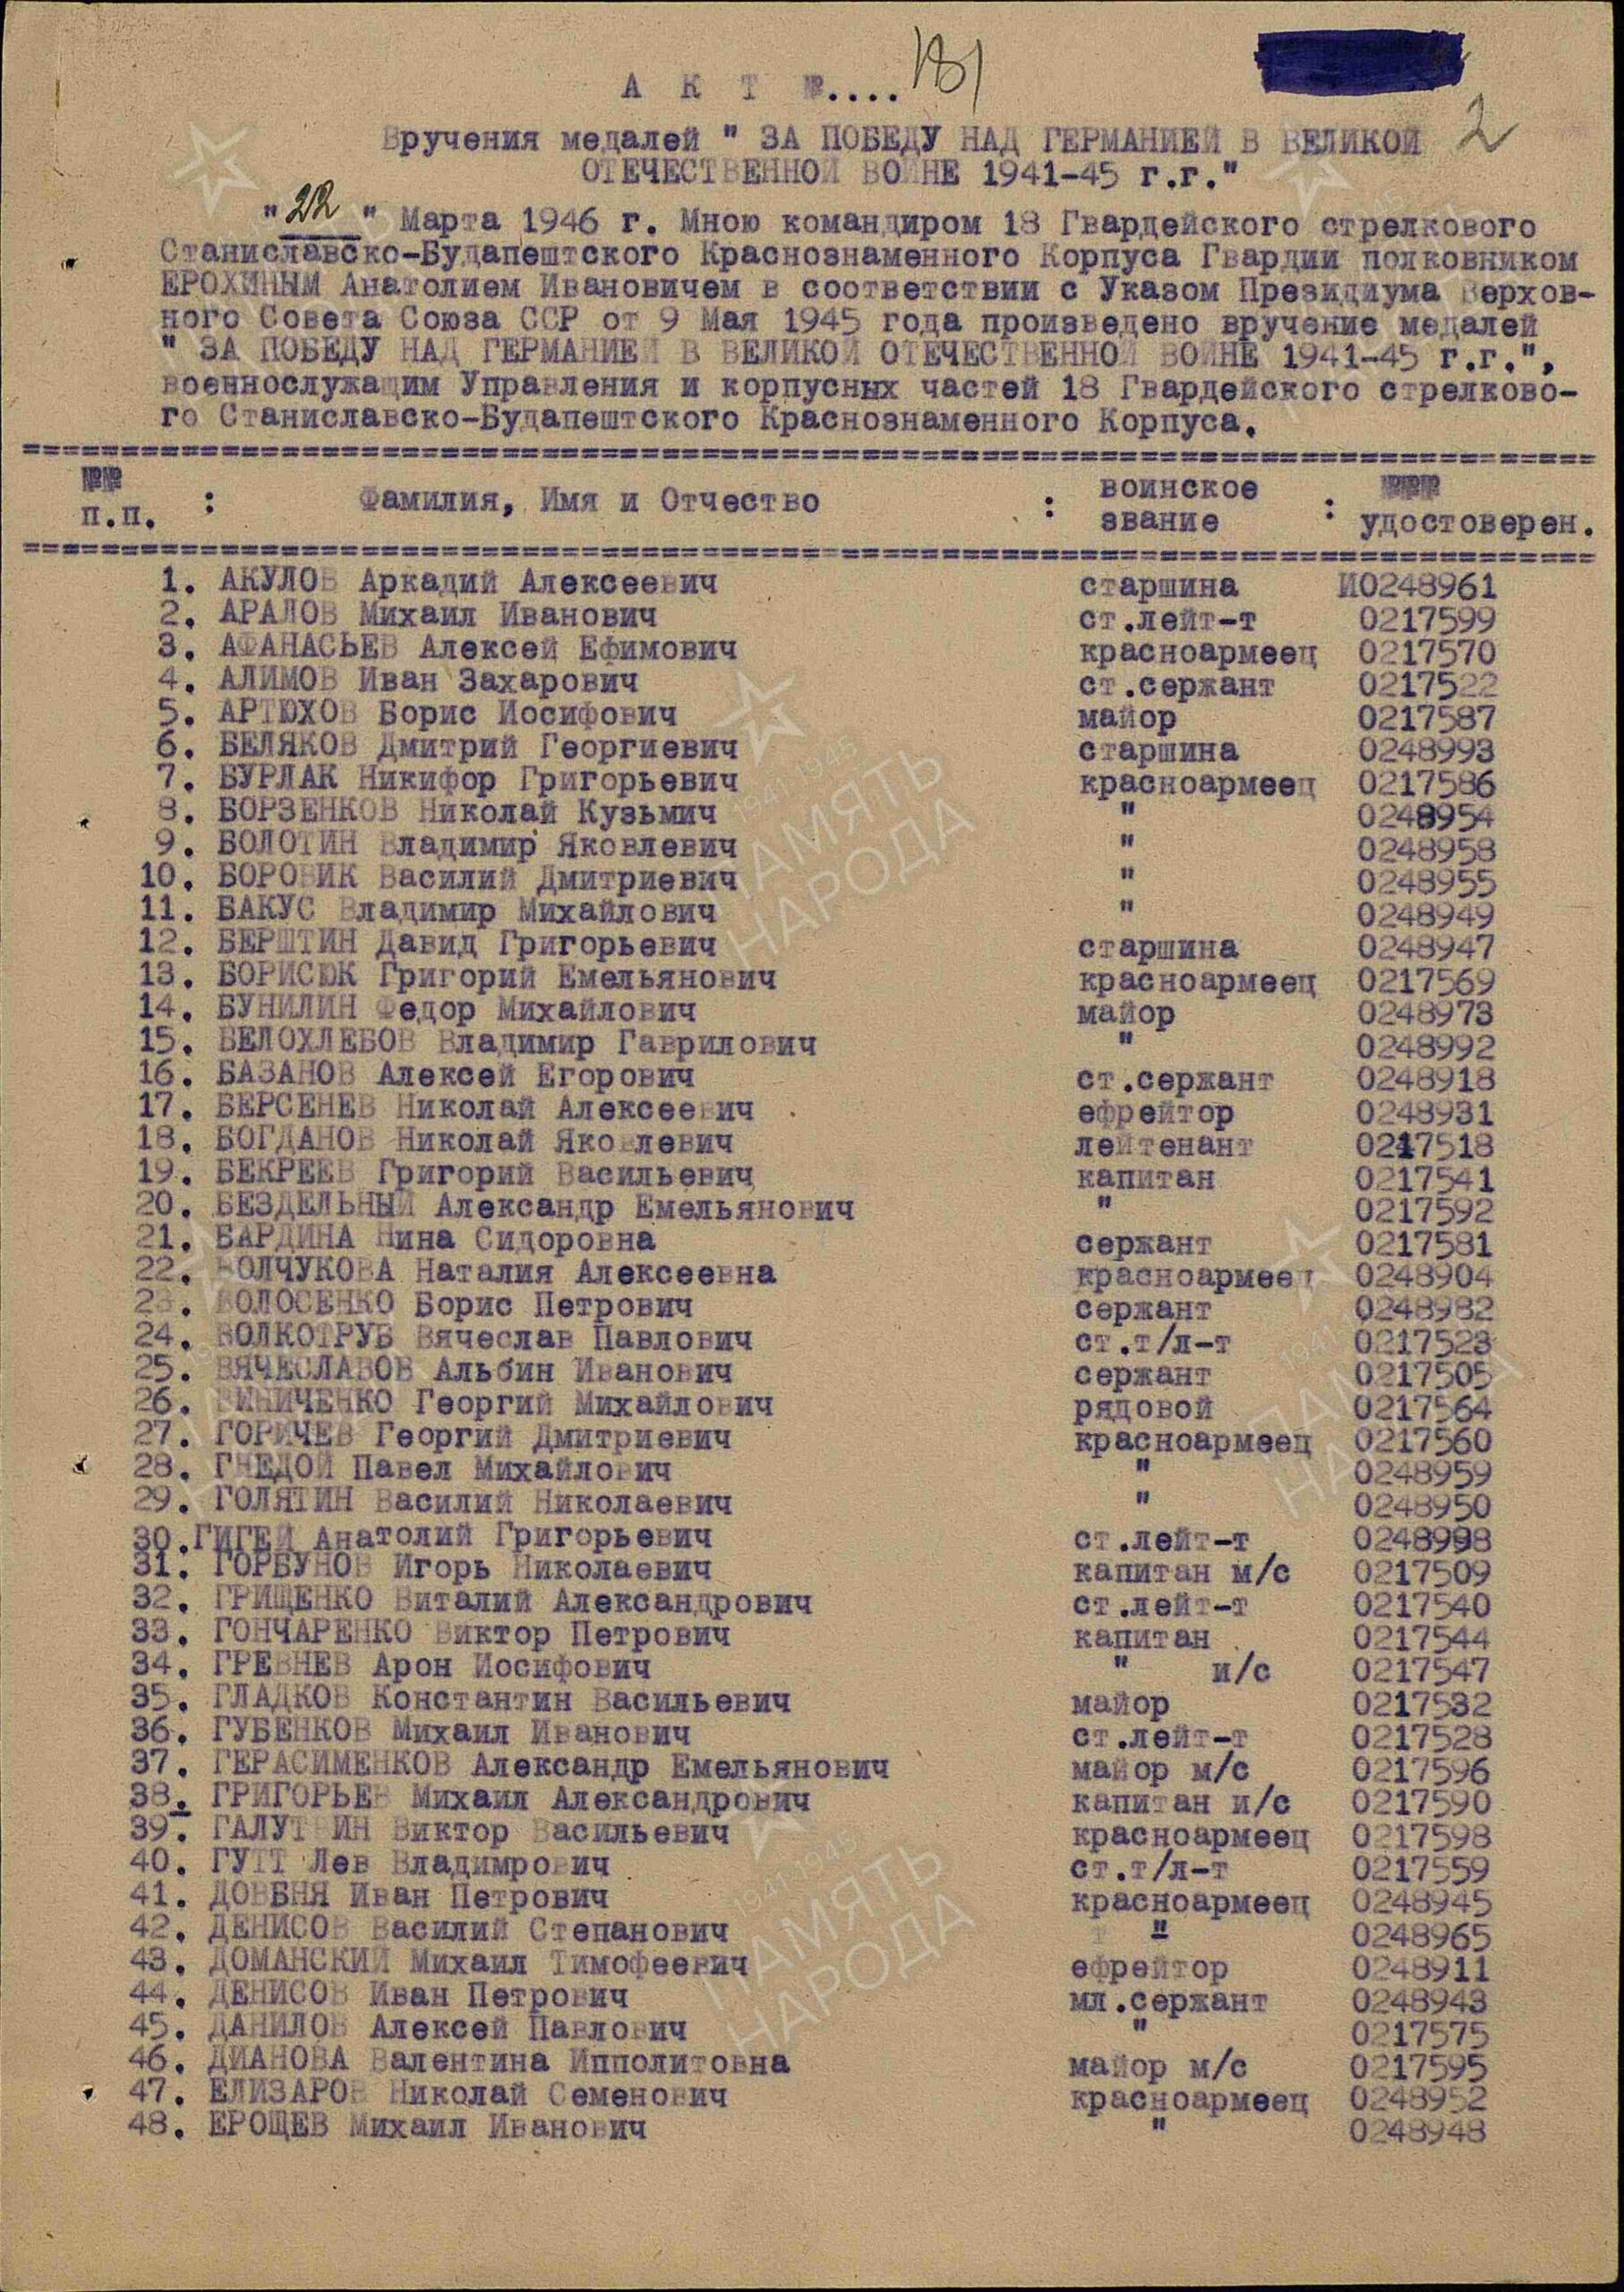 А К Т №.... 181
2
Вручения медалей " ЗА ПОБЕДУ НАД ГЕРМАНИЕЙ В ВЕЛИКОЙ
ОТЕЧЕСТВЕННОЙ ВОЙНЕ 1941-45 г.г."
" 22 " Марта 1946 г. Мною командиром 18 Гвардейского стрелкового
Станиславско-Будапештского Краснознаменного Корпуса Гвардии полковником
ЕРОХИНЫМ Анатолием Ивановичем в соответствии с Указом Президиума Верхов-
ного Совета Союза ССР от 9 Мая 1945 года произведено вручение медалей
" ЗА ПОБЕДУ НАД ГЕРМАНИЕЙ В ВЕЛИКОЙ ОТЕЧЕСТВЕННОЙ ВОЙНЕ 1941-45 г.г.",
военнослужащим Управления и корпусных частей 18 Гвардейского стрелково-
го Станиславско-Будапештского Краснознаменного Корпуса.
№№ п.п. : Фамилия, Имя и Отчество : воинское звание : №№№ удостоверен.
1. АКУЛОВ Аркадий Алексеевич старшина И0248961
2. АРАЛОВ Михаил Иванович ст.лейт-т 0217599
3. АФАНАСЬЕВ Алексей Ефимович красноармеец 0217570
4. АЛИМОВ Иван Захарович ст.сержант 0217522
5. АРТЮХОВ Борис Иосифович майор 0217587
6. БЕЛЯКОВ Дмитрий Георгиевич старшина 0248993
7. БУРЛАК Никифор Григорьевич красноармеец 0217586
8. БОРЗЕНКОВ Николай Кузьмич " 0248954
9. БОЛОТИН Владимир Яковлевич " 0248958
10. БОРОВИК Василий Дмитриевич " 0248955
11. БАКУС Владимир Михайлович " 0248949
12. БЕРШТИН Давид Григорьевич старшина 0248947
13. БОРИСЮК Григорий Емельянович красноармеец 0217569
14. БУНИЛИН Федор Михайлович майор 0248973
15. БЕЛОХЛЕБОВ Владимир Гаврилович " 0248992
16. БАЗАНОВ Алексей Егорович ст.сержант 0248918
17. БЕРСЕНЕВ Николай Алексеевич ефрейтор 0248931
18. БОГДАНОВ Николай Яковлевич лейтенант 0217518
19. БЕКРЕЕВ Григорий Васильевич капитан 0217541
20. БЕЗДЕЛЬНЫЙ Александр Емельянович " 0217592
21. БАРДИНА Нина Сидоровна сержант 0217581
22. ВОЛЧУКОВА Наталия Алексеевна красноармеец 0248904
23. ВОЛОСЕНКО Борис Петрович сержант 0248982
24. ВОЛКОТРУБ Вячеслав Павлович ст.т/л-т 0217523
25. ВЯЧЕСЛАВОВ Альбин Иванович сержант 0217505
26. ВИНИЧЕНКО Георгий Михайлович рядовой 0217564
27. ГОРИЧЕВ Георгий Дмитриевич красноармеец 0217560
28. ГНЕДОЙ Павел Михайлович " 0248959
29. ГОЛЯТИН Василий Николаевич " 0248950
30. ГИГЕЙ Анатолий Григорьевич ст.лейт-т 0248998
31. ГОРБУНОВ Игорь Николаевич капитан м/с 0217509
32. ГРИЩЕНКО Виталий Александрович ст.лейт-т 0217540
33. ГОНЧАРЕНКО Виктор Петрович капитан 0217544
34. ГРЕВНЕВ Арон Иосифович " и/с 0217547
35. ГЛАДКОВ Константин Васильевич майор 0217532
36. ГУБЕНКОВ Михаил Иванович ст.лейт-т 0217528
37. ГЕРАСИМЕНКОВ Александр Емельянович майор м/с 0217596
38. ГРИГОРЬЕВ Михаил Александрович капитан и/с 0217590
39. ГАЛУТВИН Виктор Васильевич красноармеец 0217598
40. ГУТТ Лев Владимрович ст.т/л-т 0217559
41. ДОВБНЯ Иван Петрович красноармеец 0248945
42. ДЕНИСОВ Василий Степанович " 0248965
43. ДОМАНСКИЙ Михаил Тимофеевич ефрейтор 0248911
44. ДЕНИСОВ Иван Петрович мл.сержант 0248943
45. ДАНИЛОВ Алексей Павлович " 0217575
46. ДИАНОВА Валентина Ипполитовна майор м/с 0217595
47. ЕЛИЗАРОВ Николай Семенович красноармеец 0248952
48. ЕРОЩЕВ Михаил Иванович " 0248948
1941 1945
ПАМЯТЬ
НАРОДА